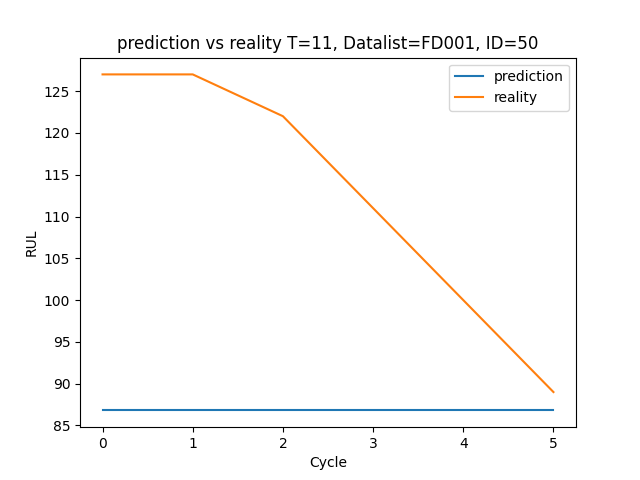 prediction vs reality T=11, Datalist=FD001, ID=50
prediction
reality
125
120
115
110
105
100
95
90
85
RUL
0 1 2 3 4 5
Cycle